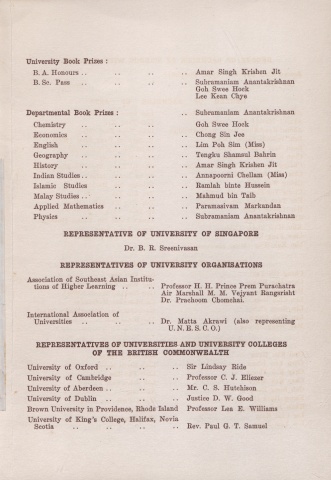 University Book Prizes :
B. A. Honours .. .. .. .. Amar Singh Krishen Jit
B. Sc. Pass .. .. .. Subramaniam Anantakrishnan
Goh Swee Hock
Lee Kean Chye
Departmental Book Prizes : .. Subramaniam Anantakrishnan
Chemistry .. .. .. .. Goh Swee Hock
Economics .. .. .. .. Chong Sin Jee
English .. .. .. .. Lim Poh Sim (Miss)
Geography .. .. .. .. Tengku Shamsul Bahrin
History .. .. .. .. Amar Singh Krishen Jit
Indian Studies .. .. .. .. Annapoorni Chellam (Miss)
Islamic Studies .. .. .. Ramlah binte Hussein
Malay Studies .. .. .. .. Mahmud bin Taib
Applied Mathematics .. .. .. Paramasivam Markandan
Physics .. .. .. .. Subramaniam Anantakrishnan
REPRESENTATIVE OF UNIVERSITY OF SINGAPORE
Dr. B. R. Sreenivasan
REPRESENTATIVES OF UNIVERSITY ORGANISATIONS
Association of Southeast Asian Institu-
tions of Higher Learning .. .. Professor H. H. Prince Prem Purachatra
Air Marshall M. M. Vejyant Rangsrisht
Dr. Prachoom Chomchai.
International Association of
Universities .. .. .. Dr. Matta Akrawi (also representing
U. N. E. S. C. O.)
REPRESENTATIVES OF UNIVERSITIES AND UNIVERSITY COLLEGES
OF THE BRITISH COMMONWEALTH
University of Oxford .. .. .. Sir Lindsay Ride
University of Cambridge .. .. Professor C. J. Eliezer
University of Aberdeen .. .. .. Mr. C. S. Hutchison
University of Dublin .. .. .. Justice D. W. Good
Brown University in Providence, Rhode Island Professor Lea E. Williams
University of King's College, Halifax, Novia
Scotia .. .. .. .. Rev. Paul G. T. Samuel